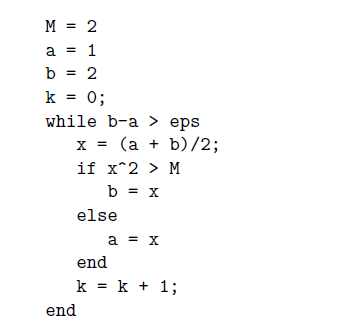 M = 2
a = 1
b = 2
k = 0;
while b-a > eps
x = (a + b)/2;
if x^2 > M
b = x
else
a = x
end
k = k + 1;
end